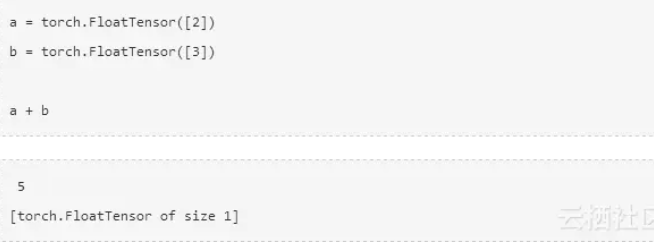 a = torch.FloatTensor([2])
b = torch.FloatTensor([3])
a + b
5
[torch.FloatTensor of size 1]
云栖社区